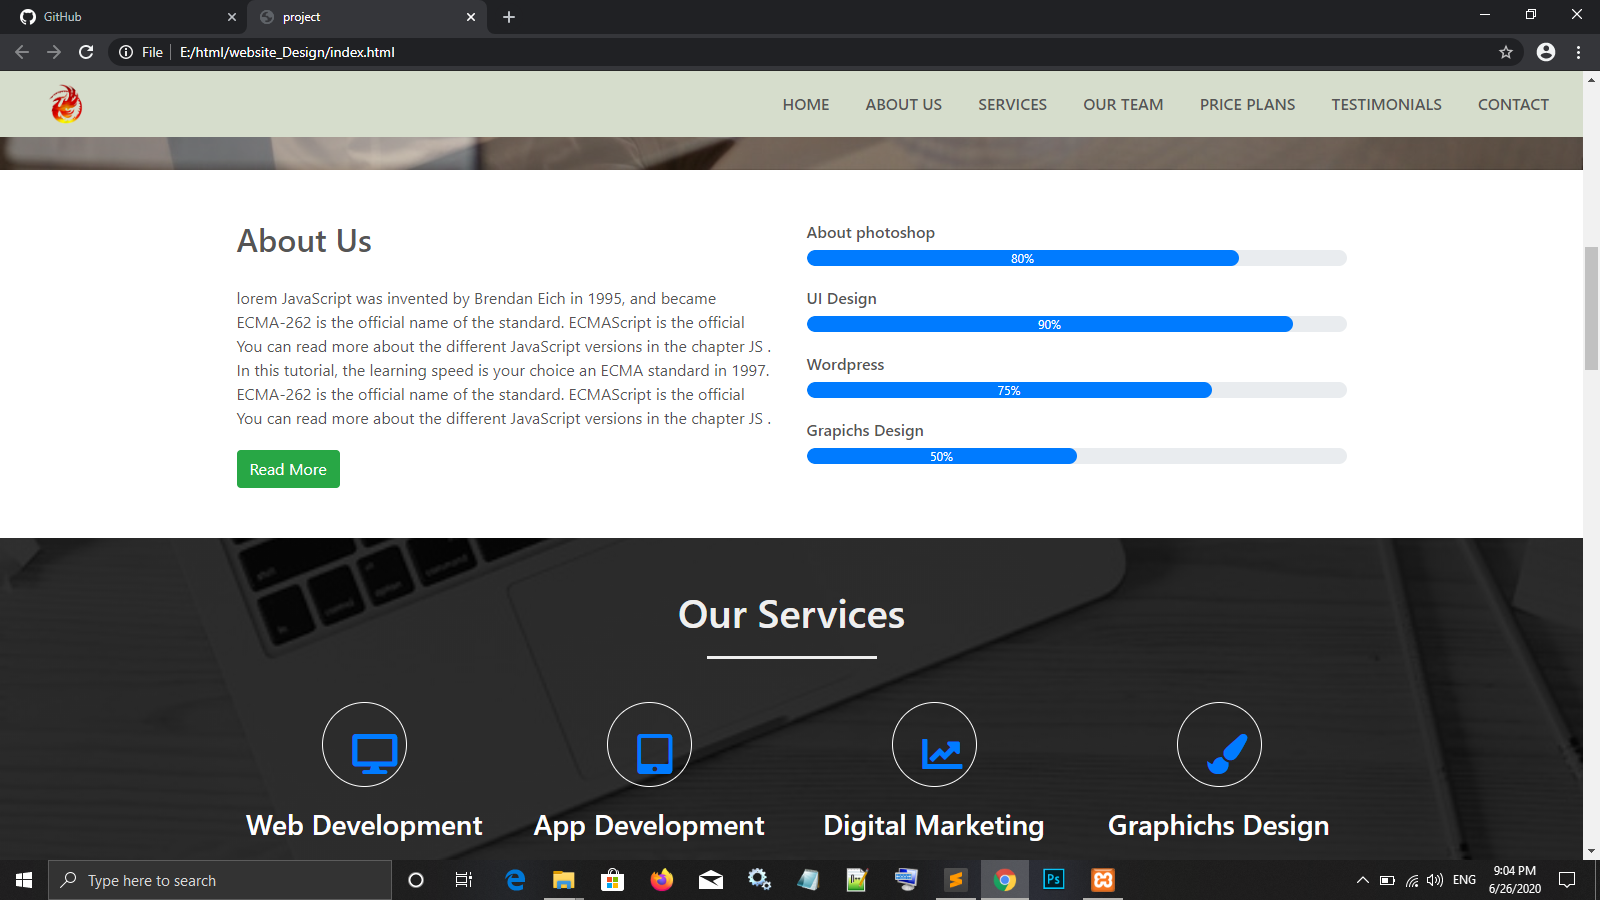 GitHub
project
File
E:/html/website_Design/index.html
HOME
ABOUT US
SERVICES
OUR TEAM
PRICE PLANS
TESTIMONIALS
CONTACT
About Us
lorem JavaScript was invented by Brendan Eich in 1995, and became
ECMA-262 is the official name of the standard. ECMAScript is the official
You can read more about the different JavaScript versions in the chapter JS .
In this tutorial, the learning speed is your choice an ECMA standard in 1997.
ECMA-262 is the official name of the standard. ECMAScript is the official
You can read more about the different JavaScript versions in the chapter JS .
Read More
About photoshop
80%
UI Design
90%
Wordpress
75%
Grapichs Design
50%
Our Services
Web Development
App Development
Digital Marketing
Graphichs Design
Type here to search
Ps
ENG
9:04 PM
6/26/2020